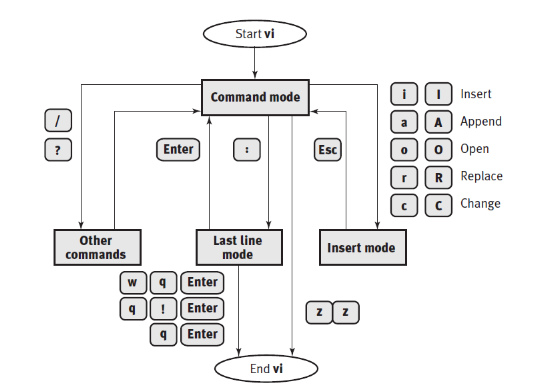 Start vi
Command mode
i I Insert
a A Append
o O Open
r R Replace
c C Change
/
?
Enter
:
Esc
Other
commands
Last line
mode
Insert mode
w q Enter
q ! Enter
q Enter
z z
End vi